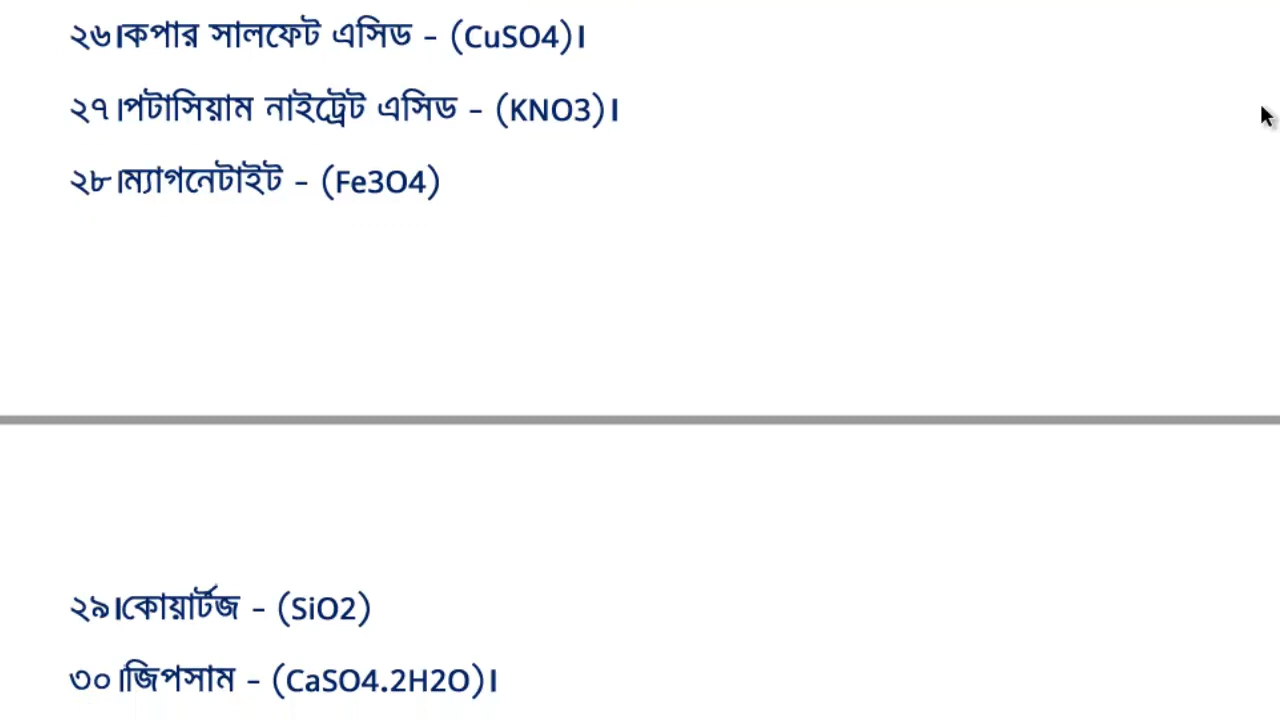 ২৬।কপার সালফেট এসিড - (CuSO4)।
২৭।পটাসিয়াম নাইট্রেট এসিড - (KNO3)।
২৮।ম্যাগনেটাইট - (Fe3O4)
২৯।কোয়ার্টজ - (SiO2)
৩০।জিপসাম - (CaSO4.2H2O)।